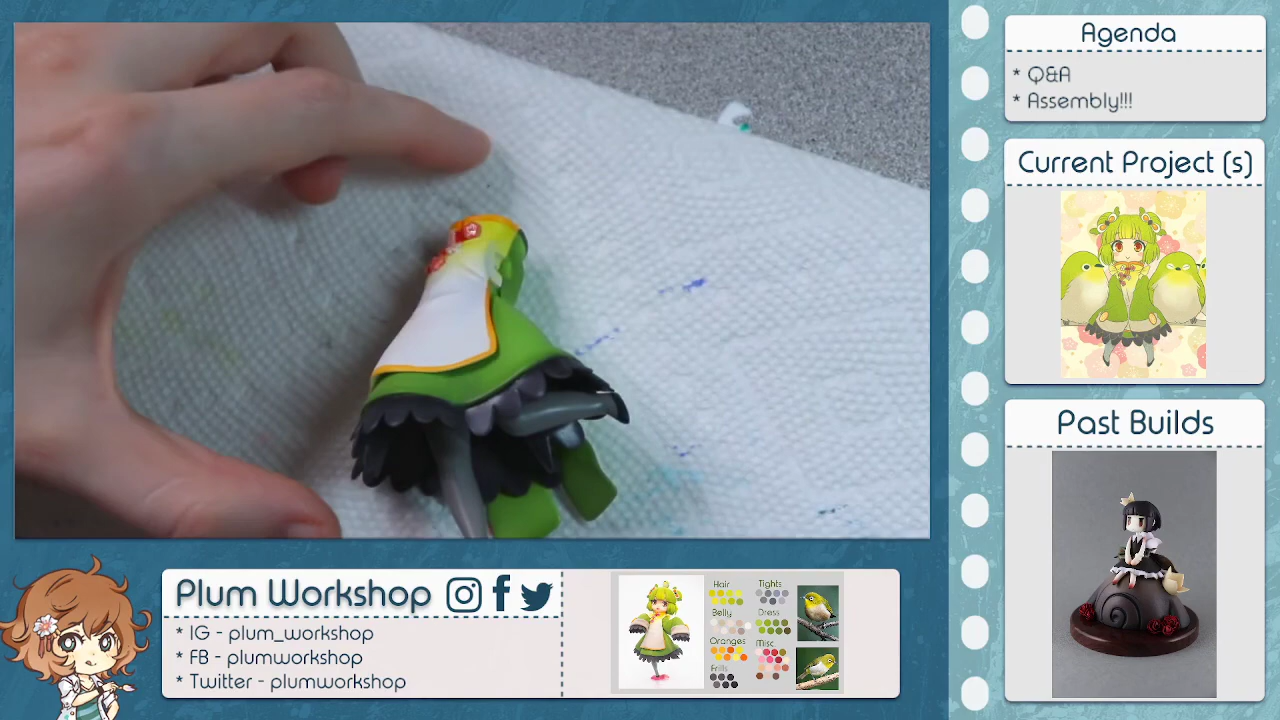 Agenda
* Q&A
* Assembly!!!
Current Project (s)
Past Builds
Plum Workshop
* IG - plum_workshop
* FB - plumworkshop
* Twitter - plumworkshop
Hair
Tights
Belly
Dress
Oranges
Misc.
Frills